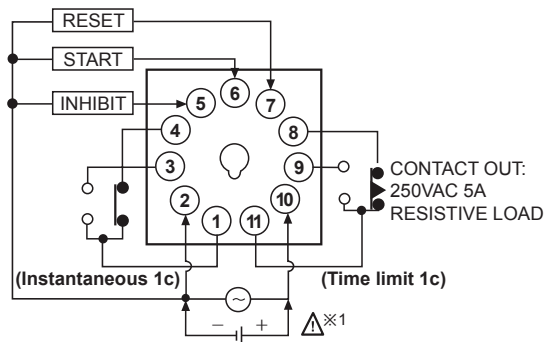 RESET
START
INHIBIT
6
5
7
4
8
3
9
2
10
1
11
CONTACT OUT:
250VAC 5A
RESISTIVE LOAD
(Instantaneous 1c)
(Time limit 1c)
~
− +
⚠※1